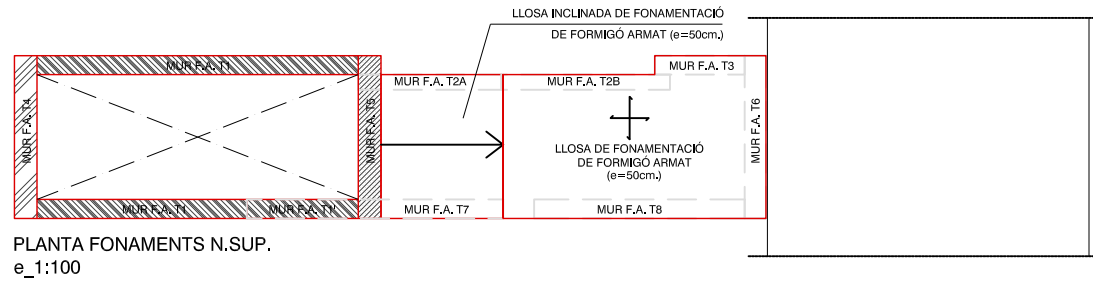 LLOSA INCLINADA DE FONAMENTACIÓ
DE FORMIGÓ ARMAT (e=50cm.)
MUR F.A. T1
MUR F.A. T3
MUR F.A. T2A
MUR F.A. T2B
MUR F.A. T4
MUR F.A. T5
MUR F.A. T6
LLOSA DE FONAMENTACIÓ
DE FORMIGÓ ARMAT
(e=50cm.)
MUR F.A. T1
MUR F.A. T1'
MUR F.A. T7
MUR F.A. T8
PLANTA FONAMENTS N.SUP.
e_1:100